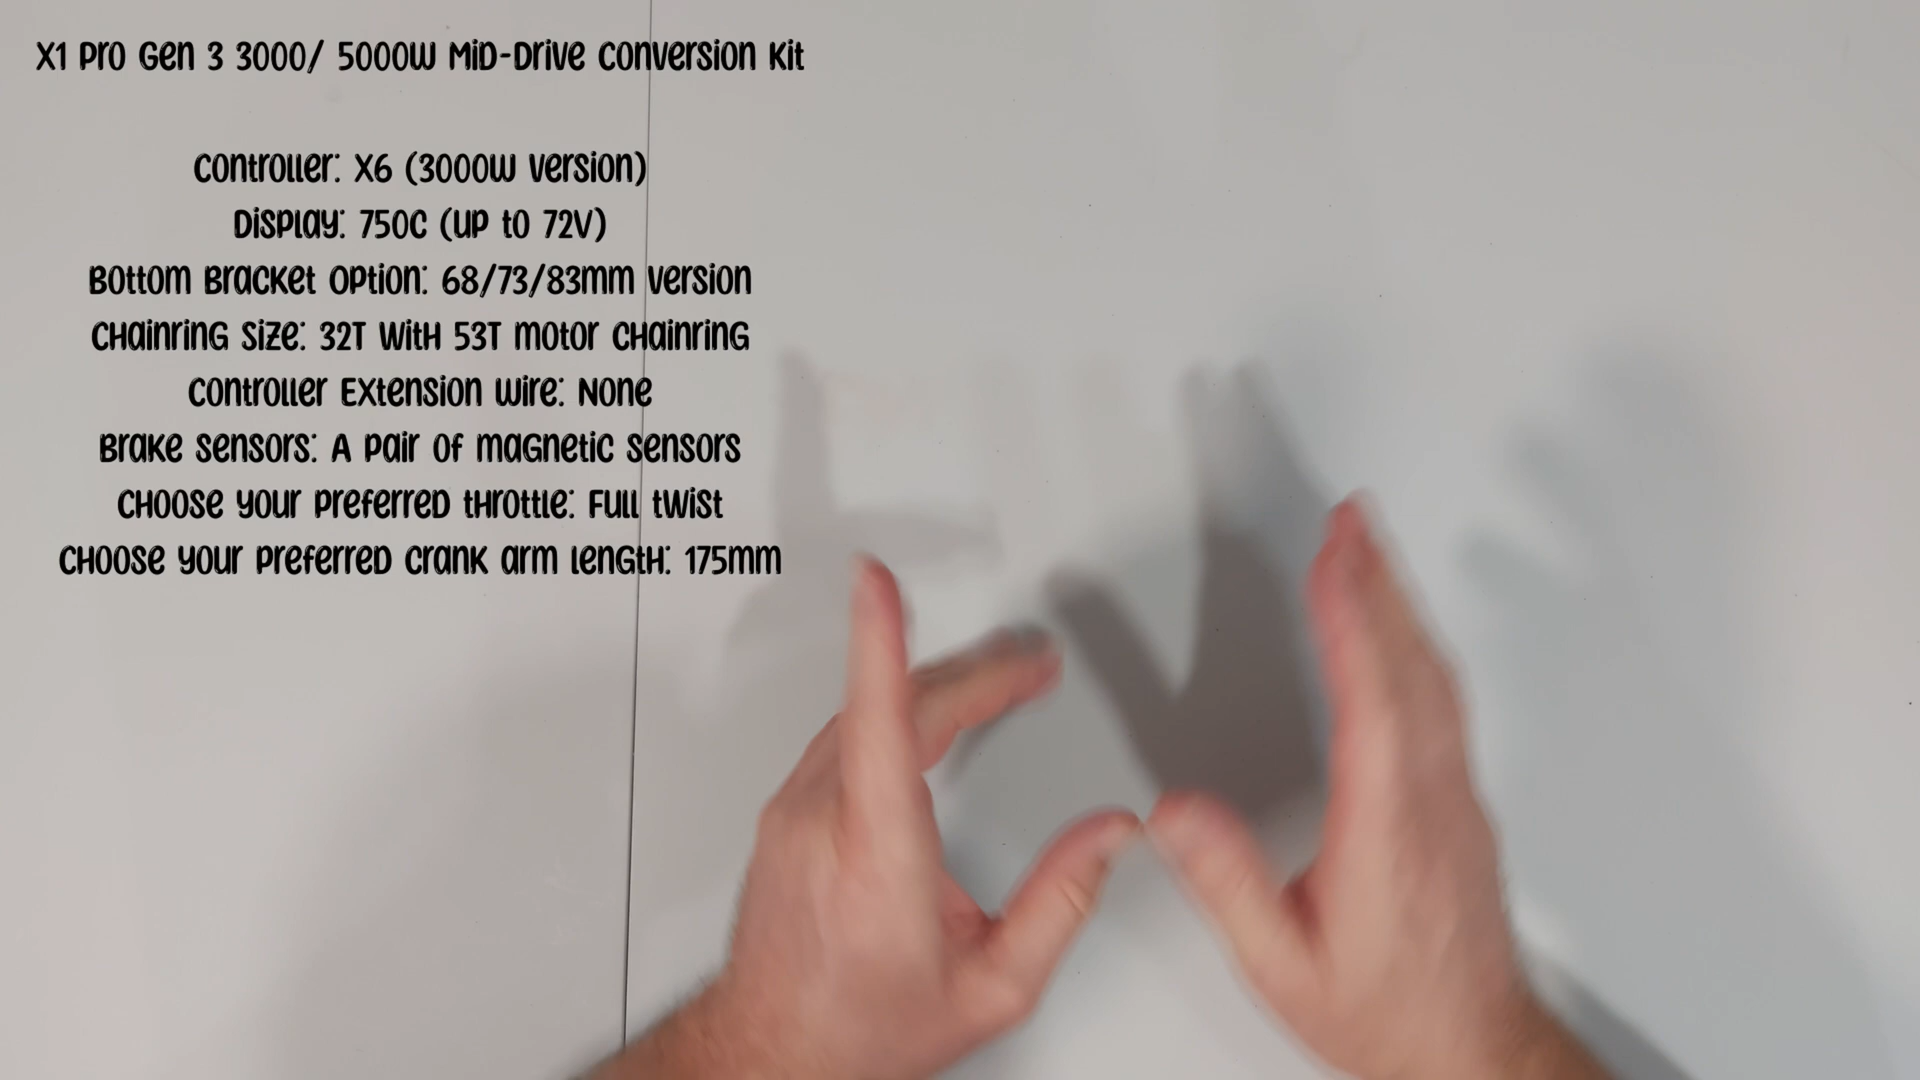 X1 Pro Gen 3 3000/ 5000W Mid-Drive Conversion Kit
Controller: X6 (3000W Version)
Display: 750C (up to 72V)
Bottom Bracket Option: 68/73/83mm Version
Chainring Size: 32T With 53T Motor Chainring
Controller Extension Wire: None
Brake Sensors: A Pair of Magnetic Sensors
Choose Your Preferred Throttle: Full Twist
Choose Your Preferred Crank Arm Length: 175mm